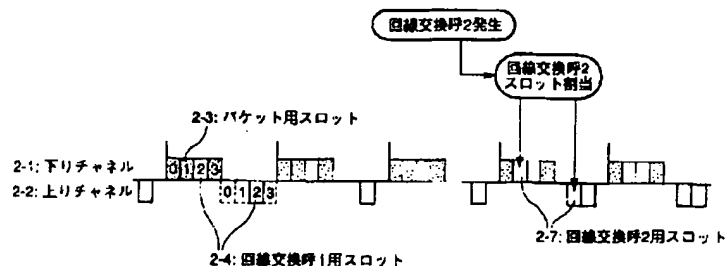 回線交換呼2発生
回線交換呼2
スロット割当
2-3: パケット用スロット
2-1: 下りチャネル
0 1 2 3
2-2: 上りチャネル
0 1 2 3
2-4: 回線交換呼1用スロット
2-7: 回線交換呼2用スロット